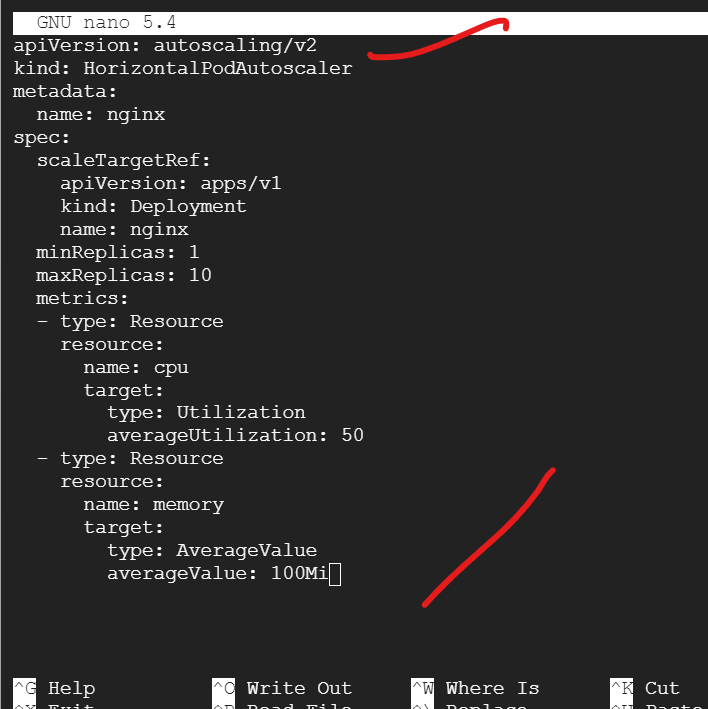 GNU nano 5.4
apiVersion: autoscaling/v2
kind: HorizontalPodAutoscaler
metadata:
  name: nginx
spec:
  scaleTargetRef:
    apiVersion: apps/v1
    kind: Deployment
    name: nginx
  minReplicas: 1
  maxReplicas: 10
  metrics:
  - type: Resource
    resource:
      name: cpu
      target:
        type: Utilization
        averageUtilization: 50
  - type: Resource
    resource:
      name: memory
      target:
        type: AverageValue
        averageValue: 100Mi
^G Help ^O Write Out ^W Where Is ^K Cut
^X Exit ^R Read File ^\ Replace ^U Paste